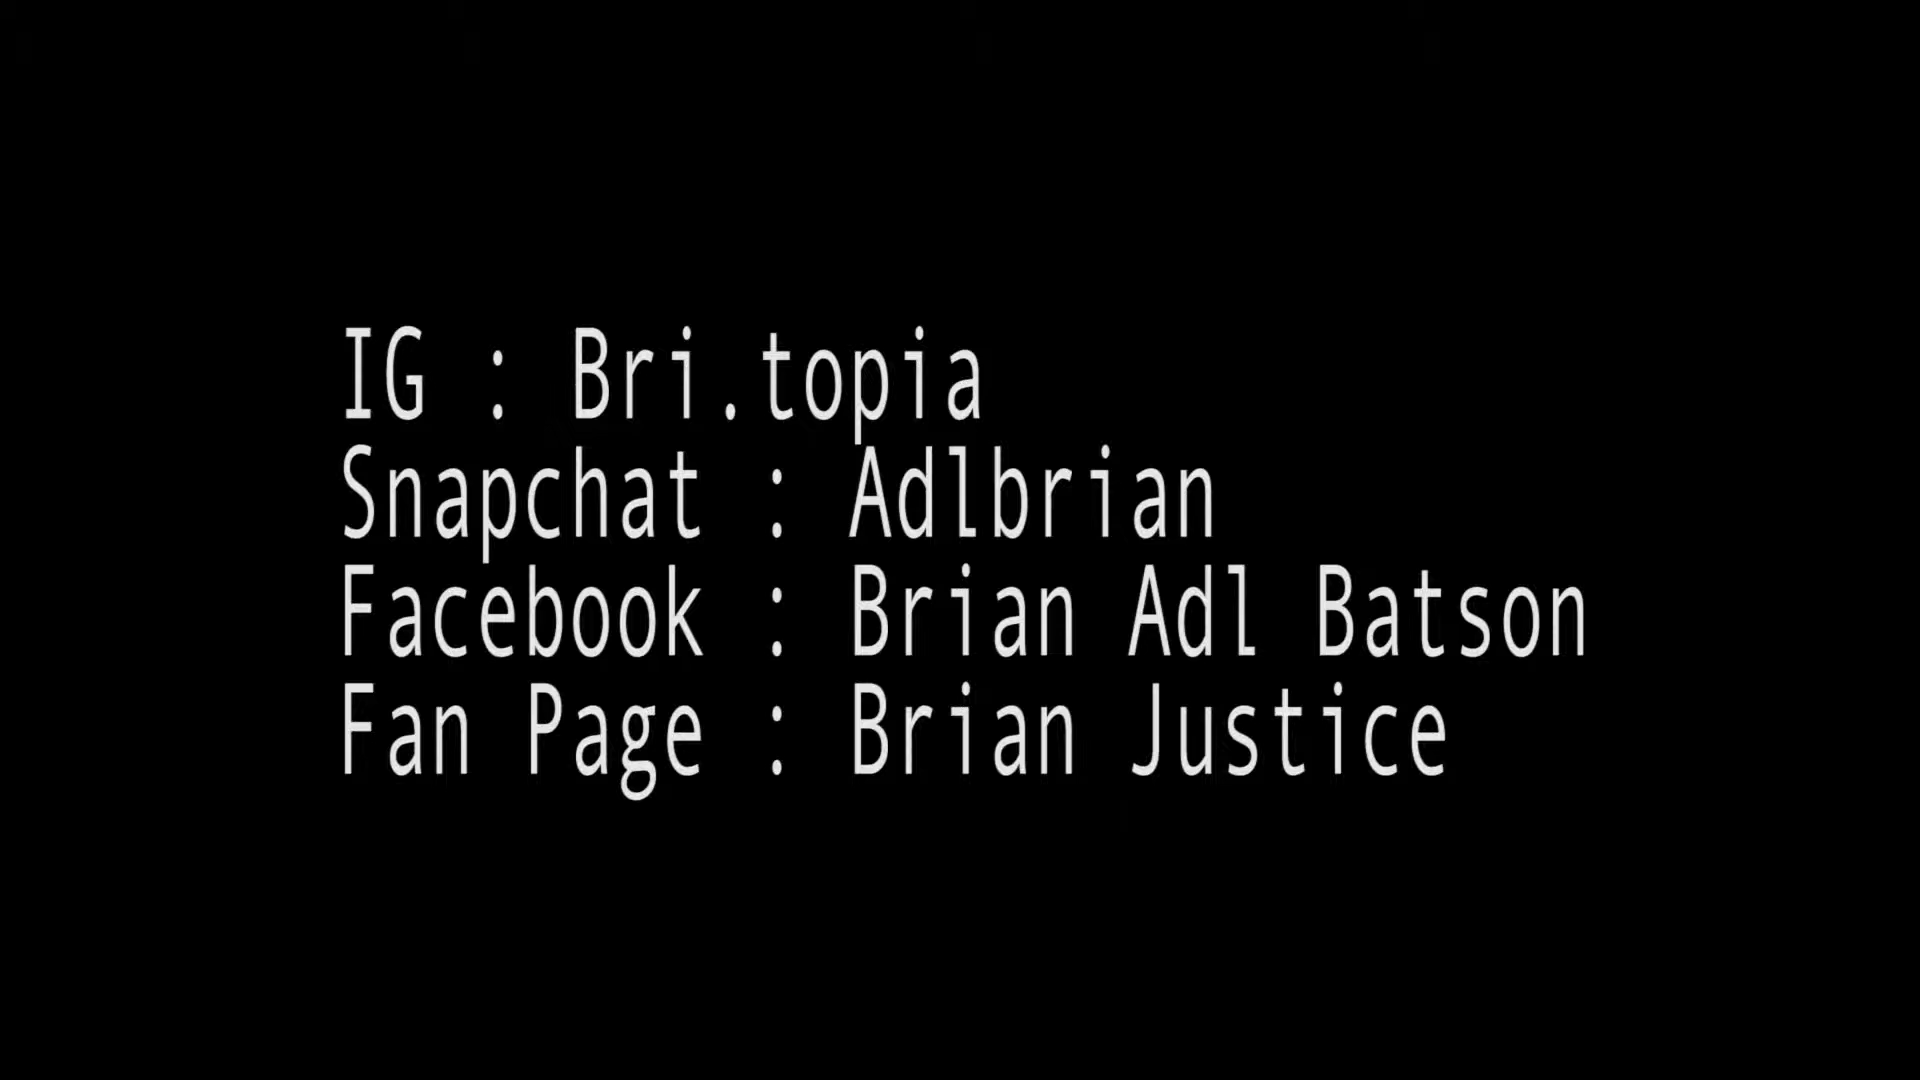 IG : Bri.topia
Snapchat : Adlbrian
Facebook : Brian Adl Batson
Fan Page : Brian Justice